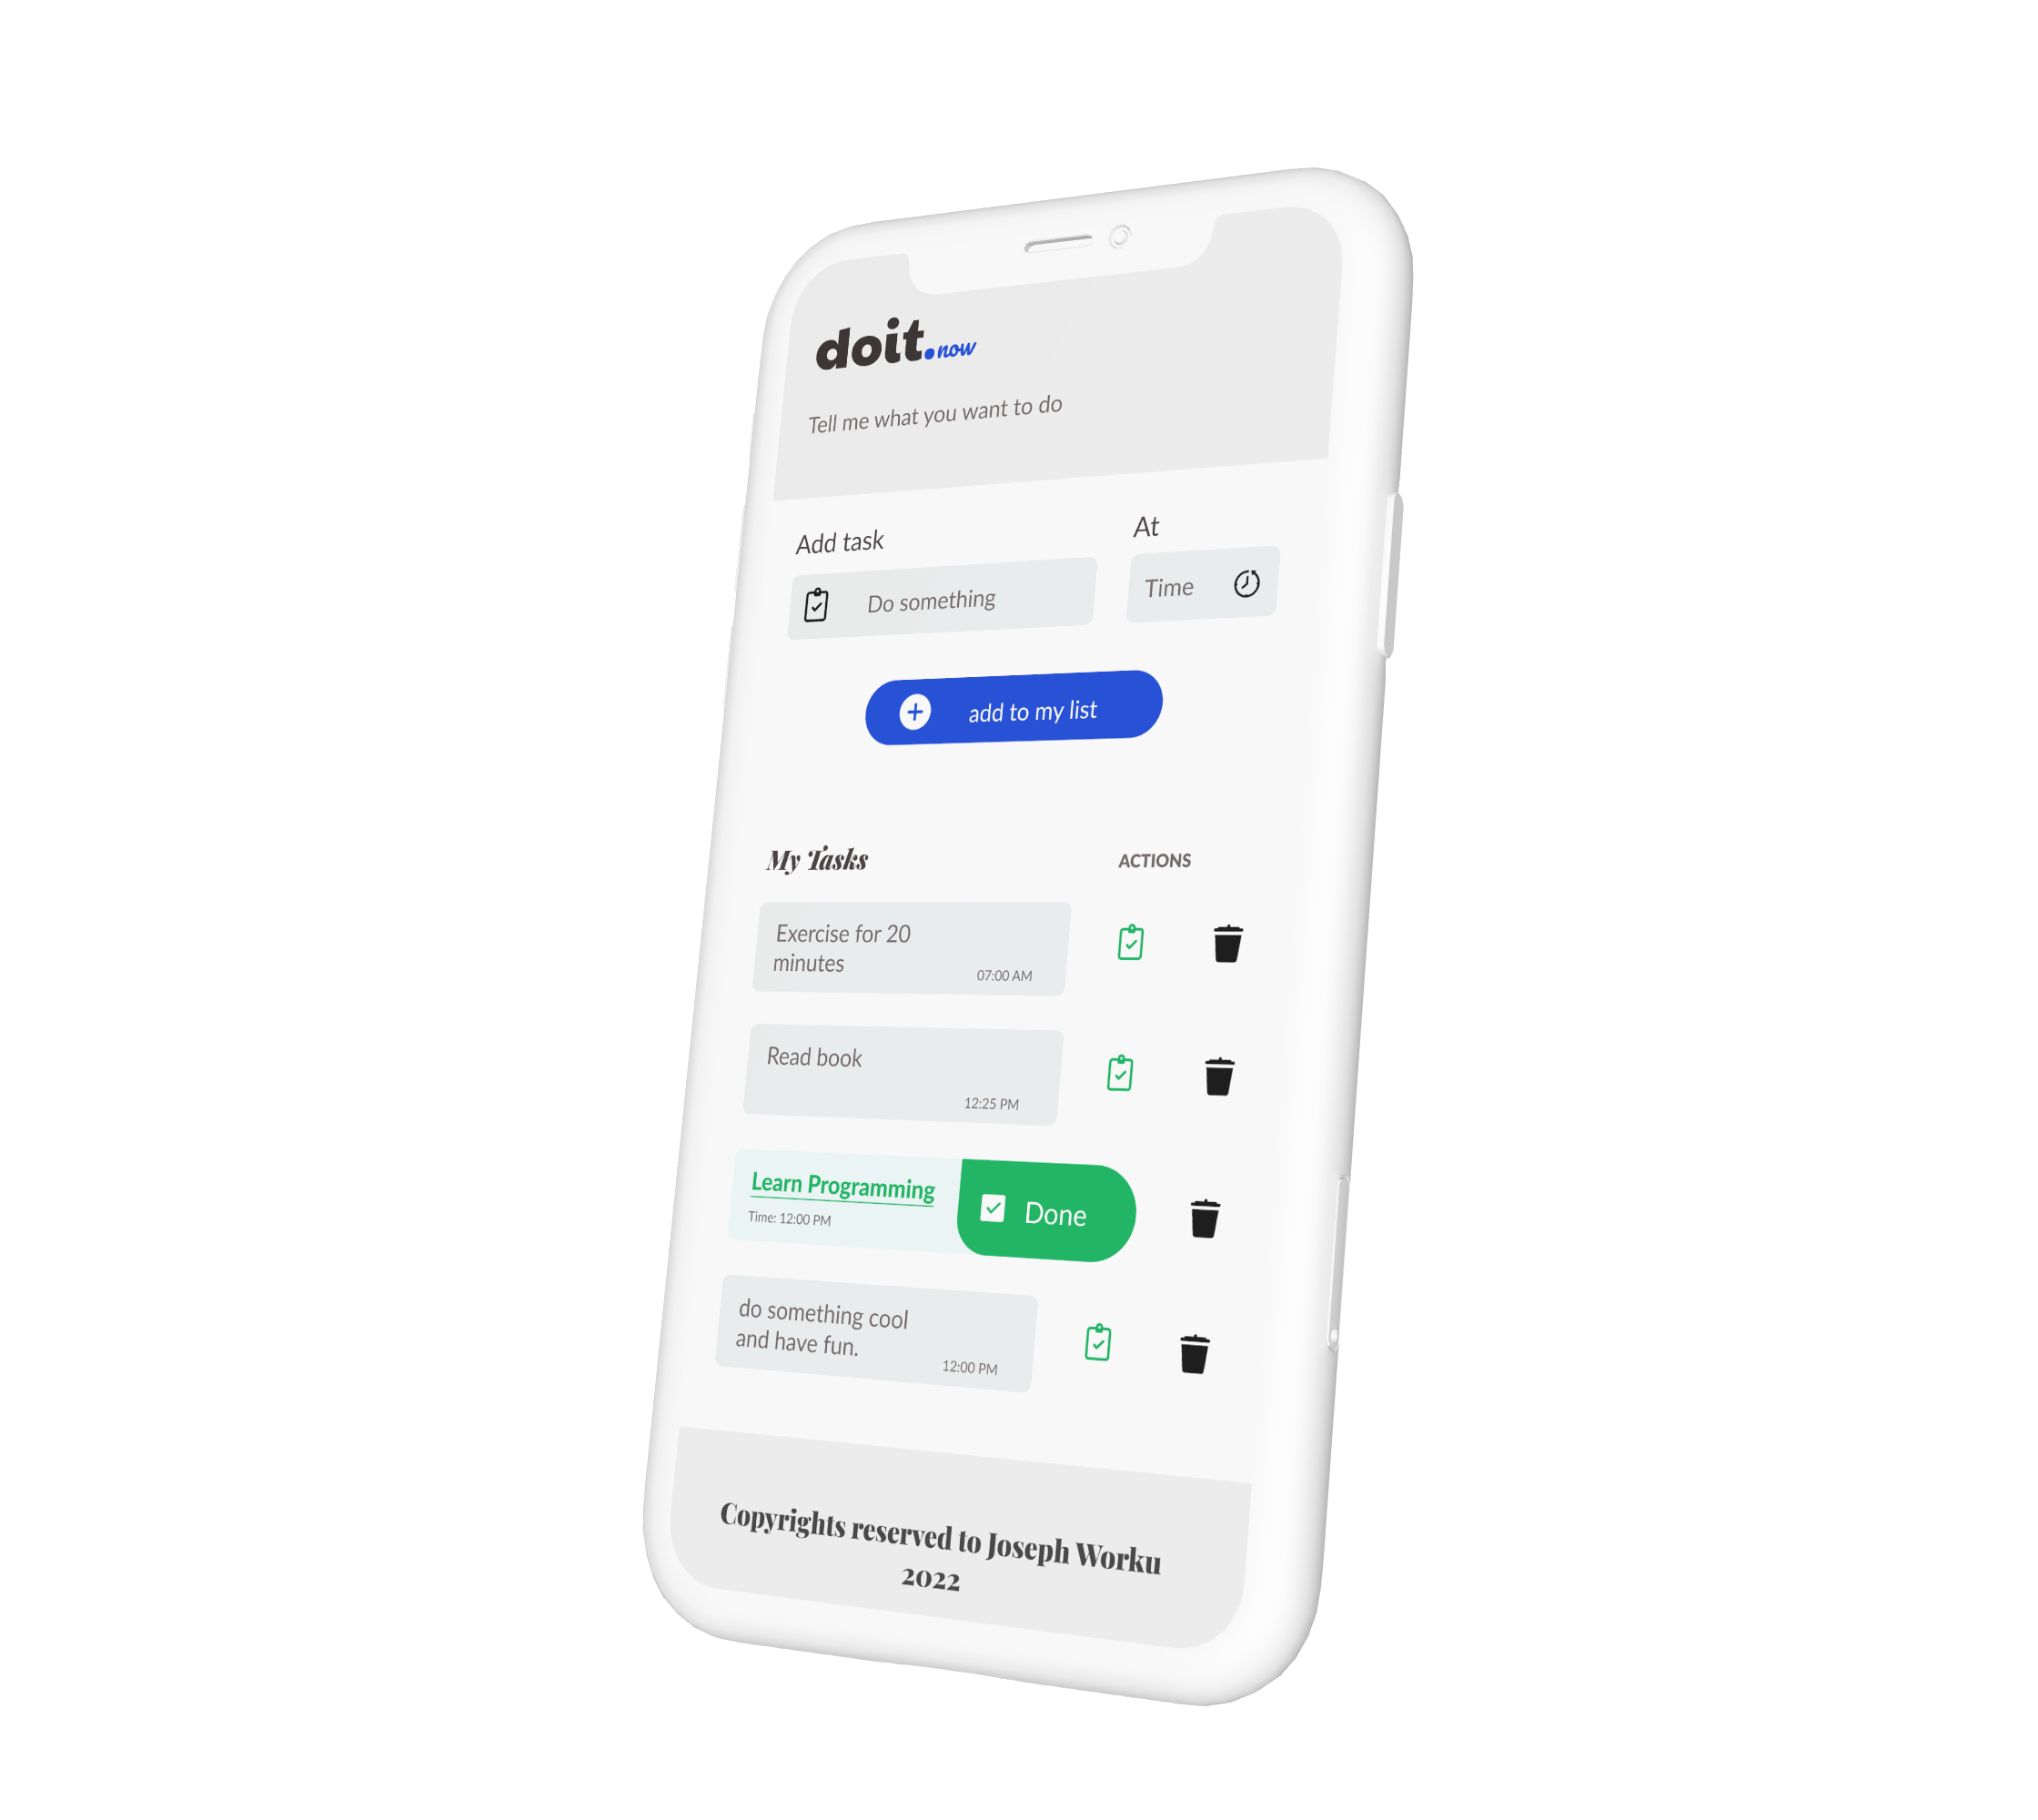 doit.now
Tell me what you want to do
Add task
At
Do something
Time
add to my list
My Tasks
ACTIONS
Exercise for 20
minutes
07:00 AM
Read book
12:25 PM
Learn Programming
Time: 12:00 PM
Done
do something cool
and have fun.
12:00 PM
Copyrights reserved to Joseph Worku
2022